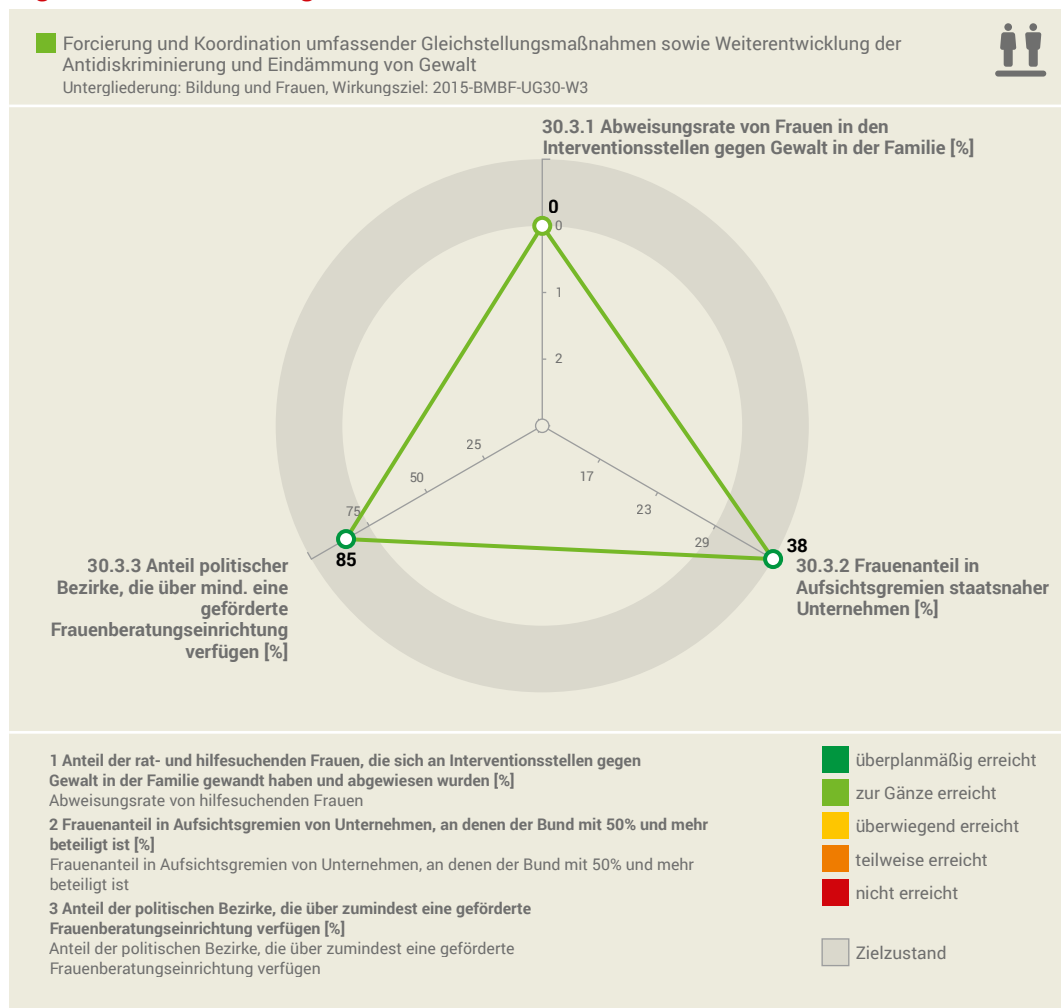 Forcierung und Koordination umfassender Gleichstellungsmaßnahmen sowie Weiterentwicklung der
Antidiskriminierung und Eindämmung von Gewalt
Untergliederung: Bildung und Frauen, Wirkungsziel: 2015-BMBF-UG30-W3
30.3.1 Abweisungsrate von Frauen in den
Interventionsstellen gegen Gewalt in der Familie [%]
0
0
1
2
25
50
75
17
23
29
85
38
30.3.3 Anteil politischer
Bezirke, die über mind. eine
geförderte
Frauenberatungseinrichtung
verfügen [%]
30.3.2 Frauenanteil in
Aufsichtsgremien staatsnaher
Unternehmen [%]
1 Anteil der rat- und hilfesuchenden Frauen, die sich an Interventionsstellen gegen
Gewalt in der Familie gewandt haben und abgewiesen wurden [%]
Abweisungsrate von hilfesuchenden Frauen
2 Frauenanteil in Aufsichtsgremien von Unternehmen, an denen der Bund mit 50% und mehr
beteiligt ist [%]
Frauenanteil in Aufsichtsgremien von Unternehmen, an denen der Bund mit 50% und mehr
beteiligt ist
3 Anteil der politischen Bezirke, die über zumindest eine geförderte
Frauenberatungseinrichtung verfügen [%]
Anteil der politischen Bezirke, die über zumindest eine geförderte
Frauenberatungseinrichtung verfügen
überplanmäßig erreicht
zur Gänze erreicht
überwiegend erreicht
teilweise erreicht
nicht erreicht
Zielzustand